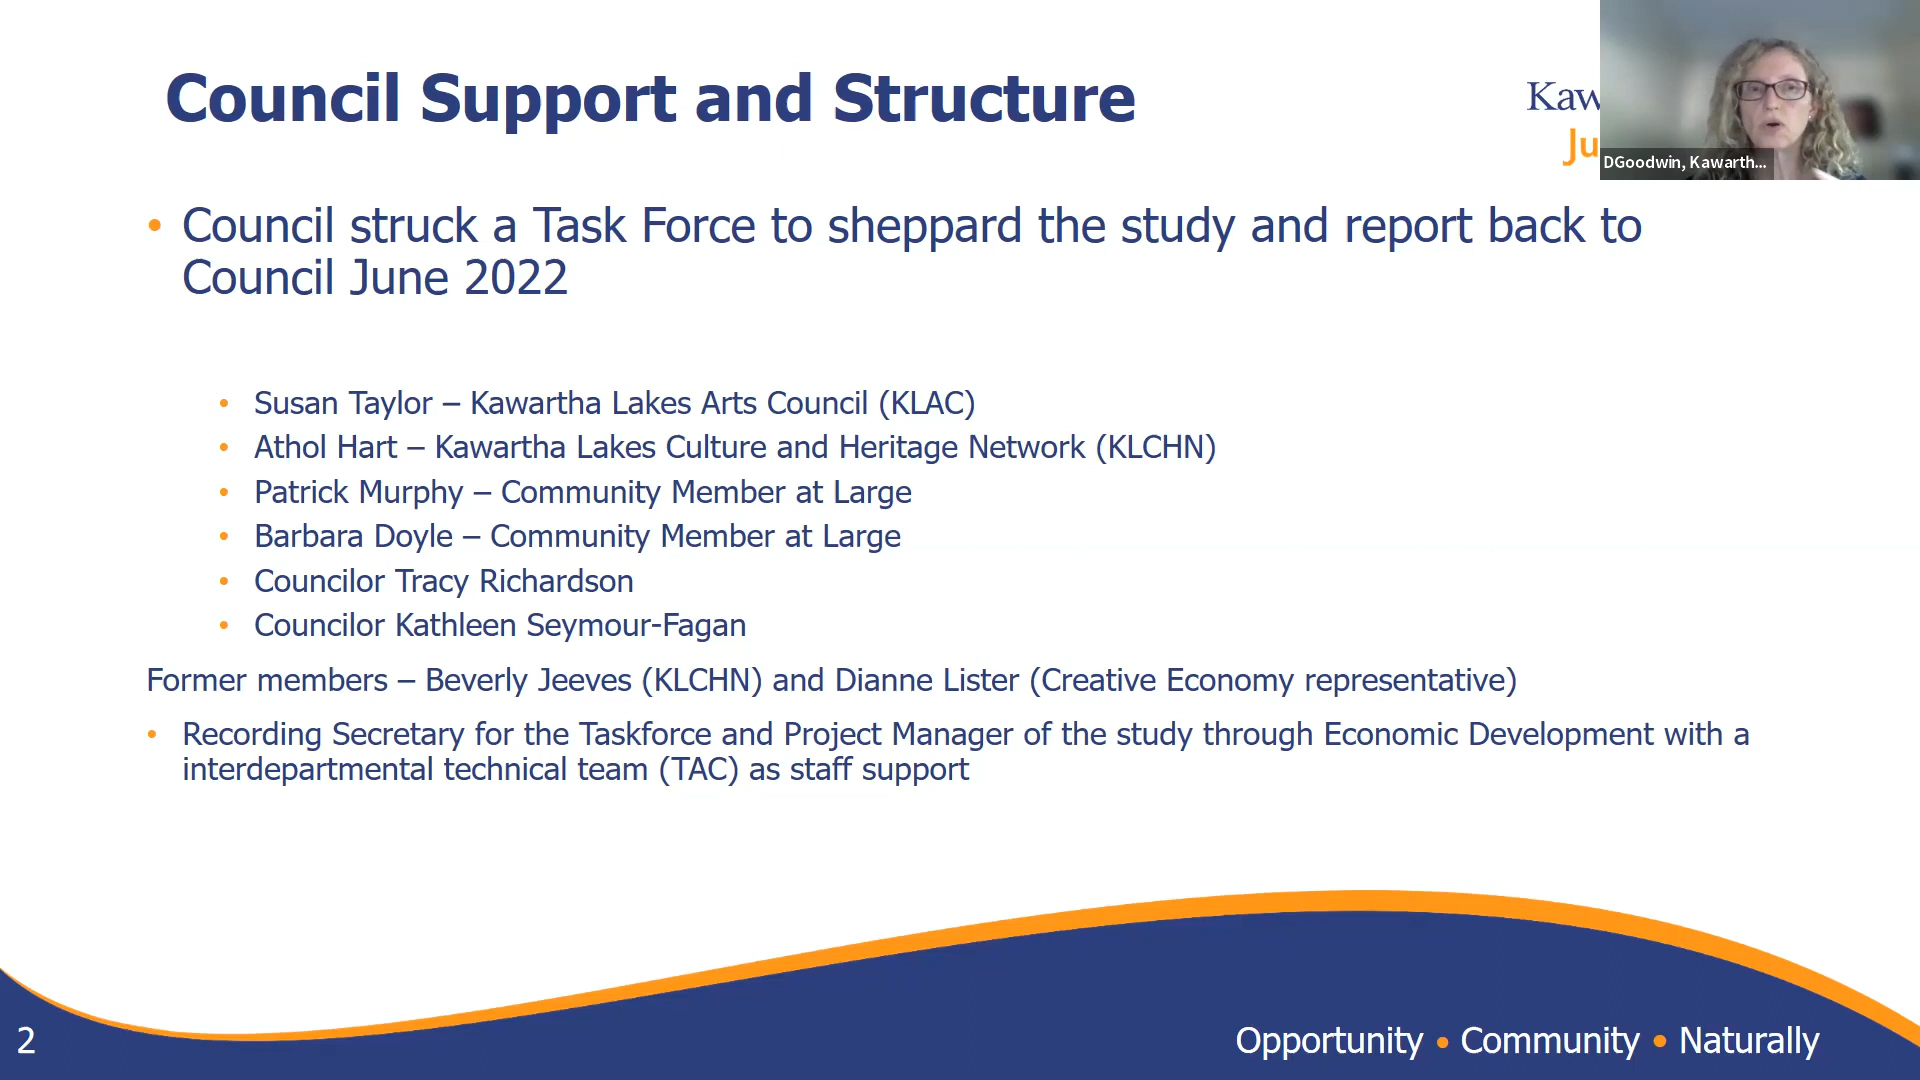 Council Support and Structure
Kaw
Ju
DGoodwin, Kawarth...
• Council struck a Task Force to sheppard the study and report back to
Council June 2022
• Susan Taylor – Kawartha Lakes Arts Council (KLAC)
• Athol Hart – Kawartha Lakes Culture and Heritage Network (KLCHN)
• Patrick Murphy – Community Member at Large
• Barbara Doyle – Community Member at Large
• Councilor Tracy Richardson
• Councilor Kathleen Seymour-Fagan
Former members – Beverly Jeeves (KLCHN) and Dianne Lister (Creative Economy representative)
• Recording Secretary for the Taskforce and Project Manager of the study through Economic Development with a
interdepartmental technical team (TAC) as staff support
2
Opportunity • Community • Naturally